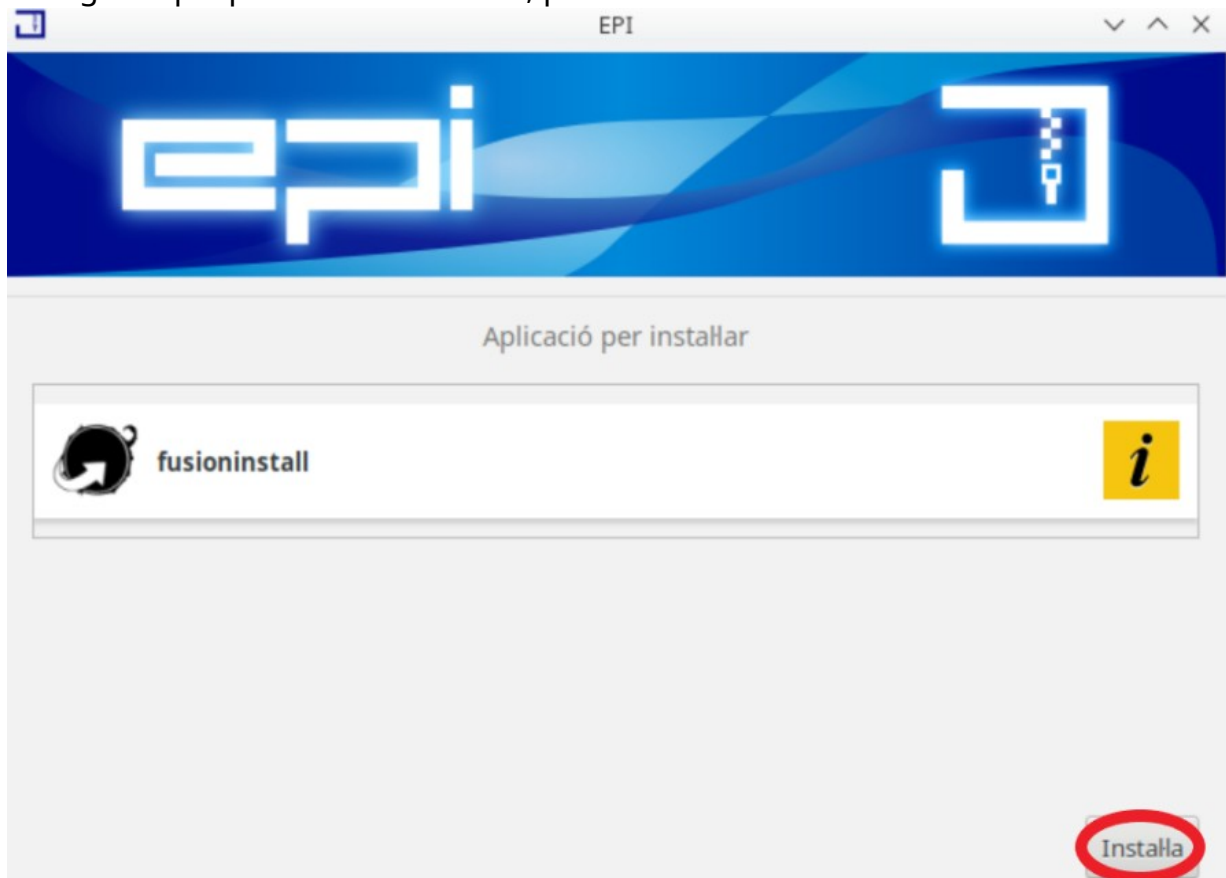 EPI
epi
Aplicació per instal·lar
fusioninstall
i
Instal·la